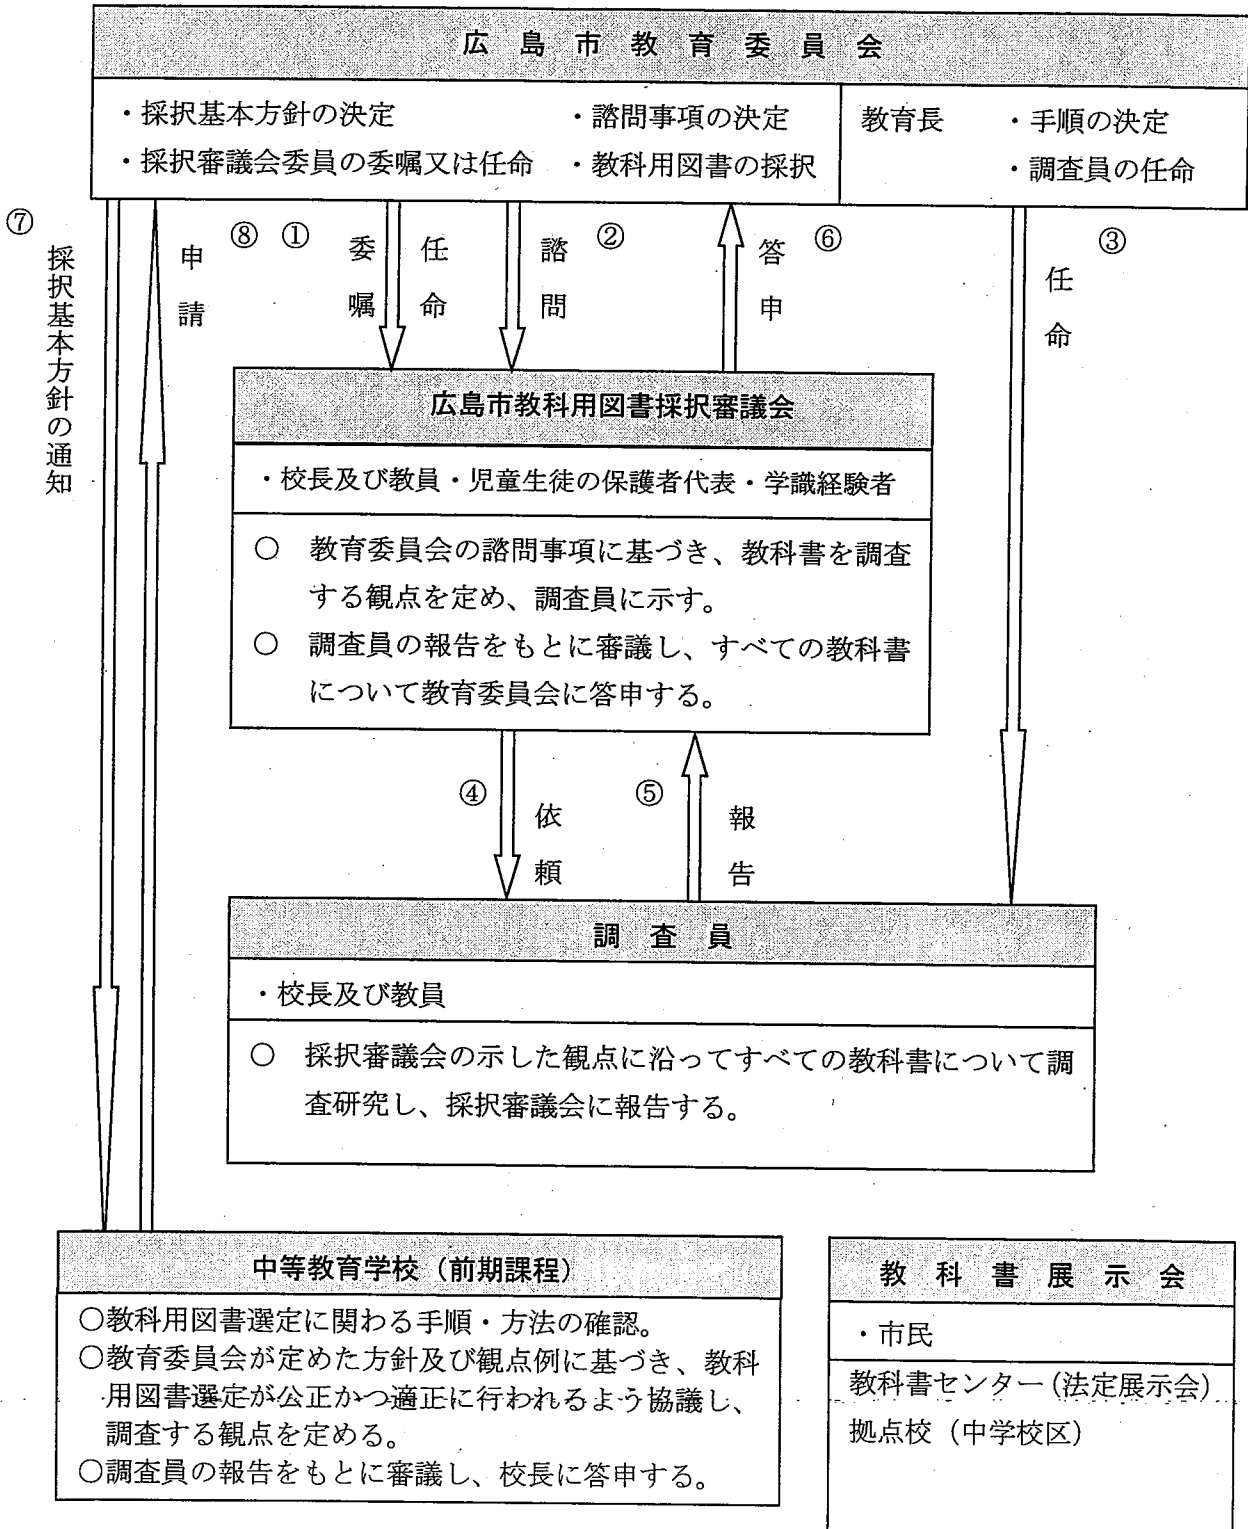 広島市教育委員会
・採択基本方針の決定　・諮問事項の決定
・採択審議会委員の委嘱又は任命　・教科用図書の採択
教育長　・手順の決定
・調査員の任命
⑦
採択基本方針の通知
申請
⑧
①
委嘱
任命
諮問
②
答申
⑥
③
任命
広島市教科用図書採択審議会
・校長及び教員・児童生徒の保護者代表・学識経験者
○　教育委員会の諮問事項に基づき、教科書を調査
する観点を定め、調査員に示す。
○　調査員の報告をもとに審議し、すべての教科書
について教育委員会に答申する。
④
依頼
⑤
報告
調査員
・校長及び教員
○　採択審議会の示した観点に沿ってすべての教科書について調
査研究し、採択審議会に報告する。
中等教育学校（前期課程）
○教科用図書選定に関わる手順・方法の確認。
○教育委員会が定めた方針及び観点例に基づき、教科
用図書選定が公正かつ適正に行われるよう協議し、
調査する観点を定める。
○調査員の報告をもとに審議し、校長に答申する。
教科書展示会
・市民
教科書センター（法定展示会）
拠点校（中学校区）